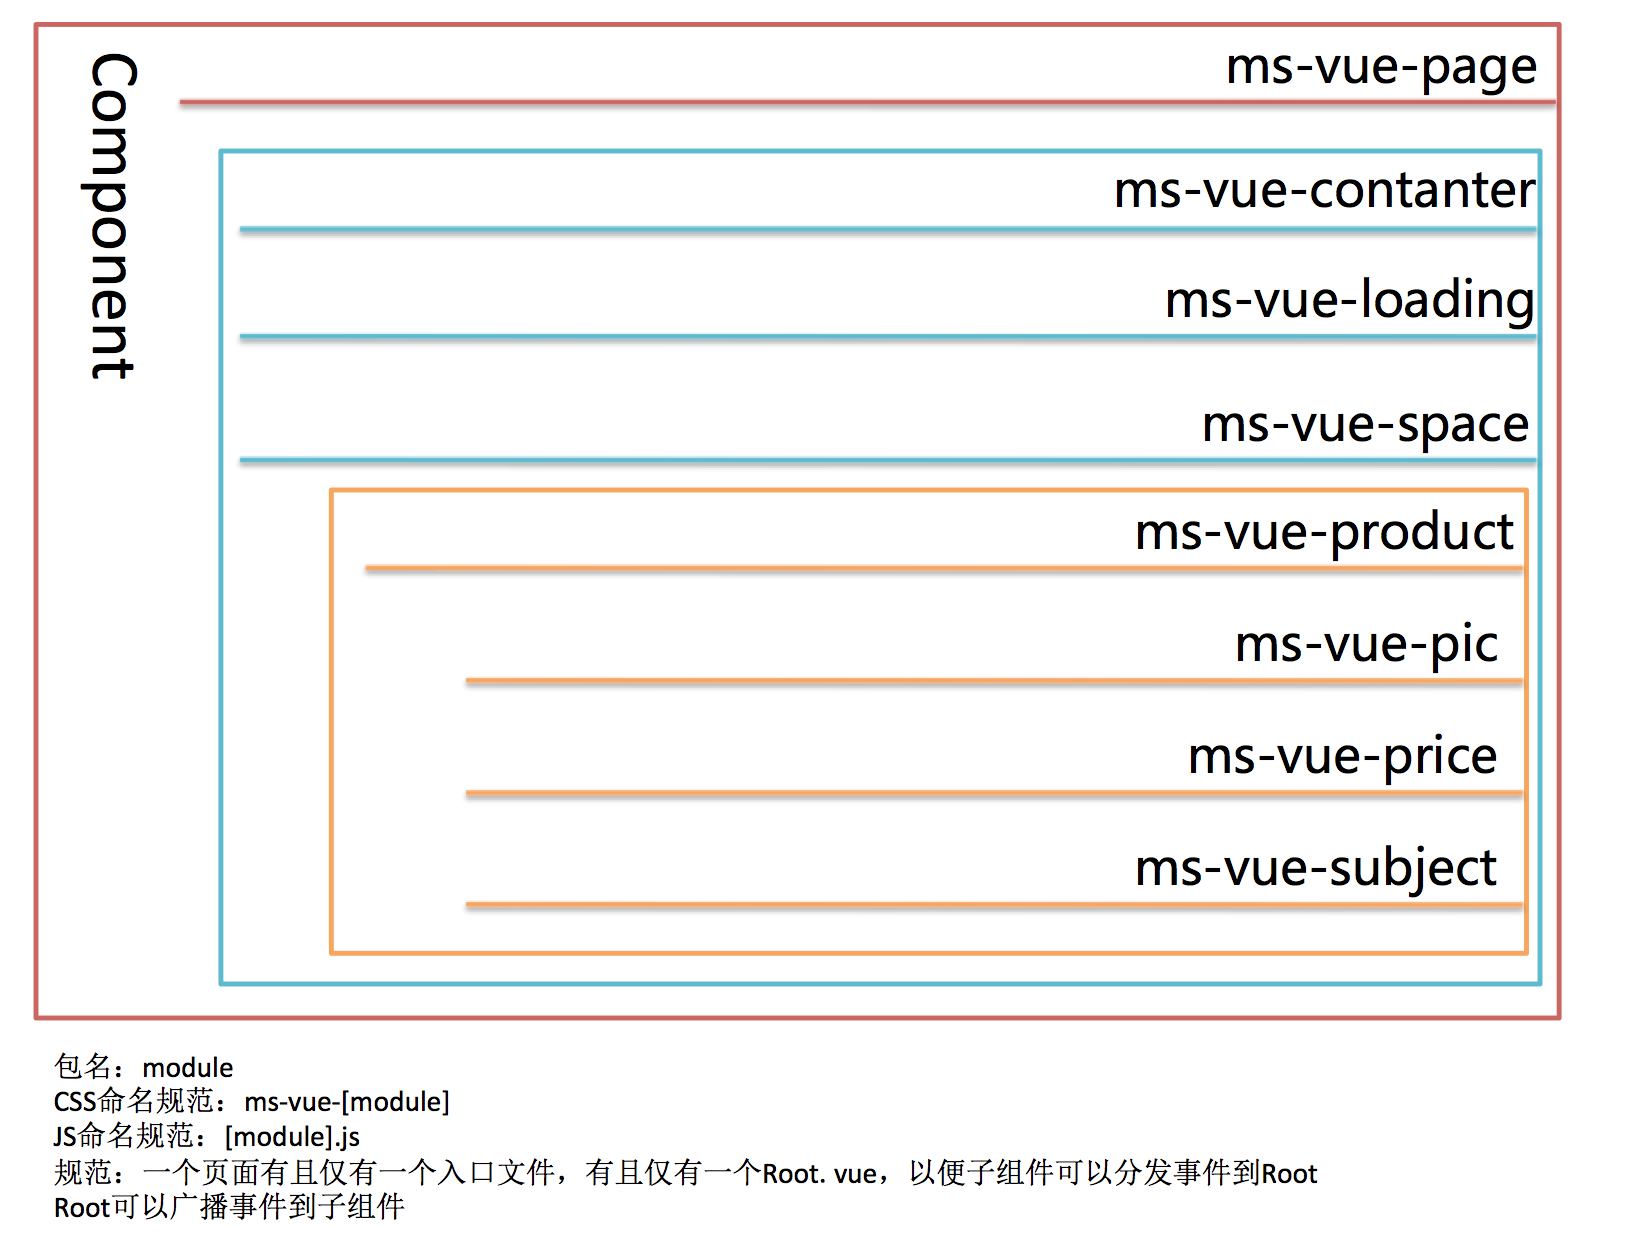 Component
ms-vue-page
ms-vue-contanter
ms-vue-loading
ms-vue-space
ms-vue-product
ms-vue-pic
ms-vue-price
ms-vue-subject
包名：module
CSS命名规范：ms-vue-[module]
JS命名规范：[module].js
规范：一个页面有且仅有一个入口文件，有且仅有一个Root. vue，以便子组件可以分发事件到Root
Root可以广播事件到子组件